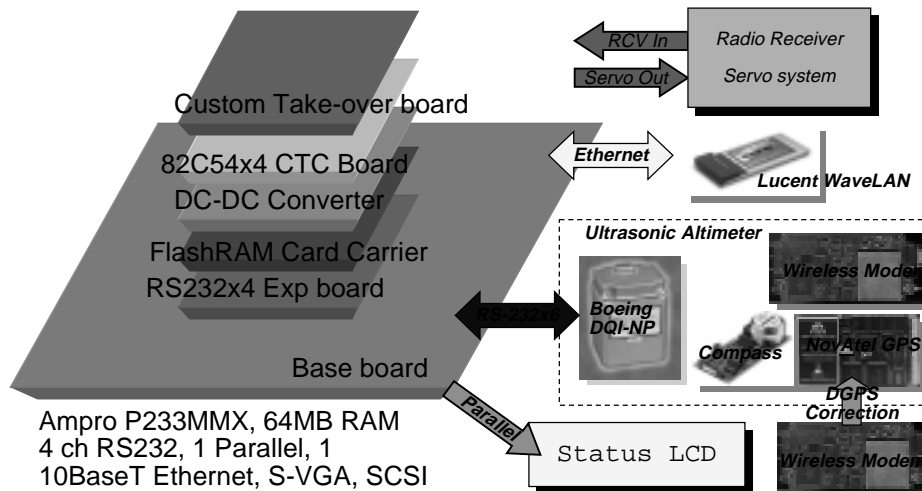 Custom Take-over board
82C54x4 CTC Board
DC-DC Converter
FlashRAM Card Carrier
RS232x4 Exp board
Base board
Ampro P233MMX, 64MB RAM
4 ch RS232, 1 Parallel, 1
10BaseT Ethernet, S-VGA, SCSI
RCV In
Servo Out
Radio Receiver
Servo system
Ethernet
Lucent WaveLAN
Ultrasonic Altimeter
Wireless Modem
RS-232x6
Boeing
DQI-NP
Compass
NovAtel GPS
DGPS
Correction
Parallel
Status LCD
Wireless Modem